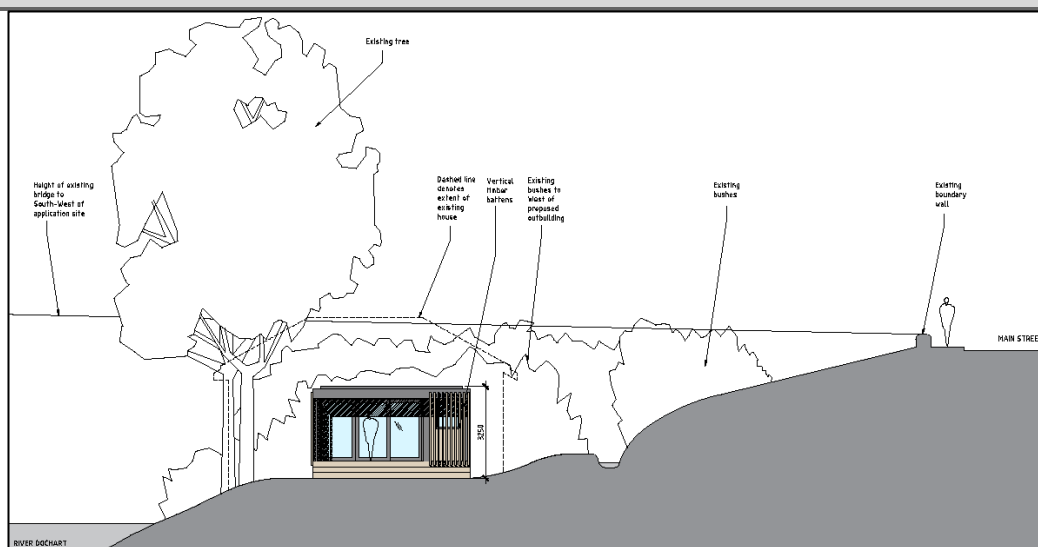 Existing tree
Height of existing
bridge to
South-West of
application site
Dashed line
denotes
extent of
existing
house
Vertical
timber
battens
Existing
bushes to
West of
proposed
outbuilding
Existing
bushes
Existing
boundary
wall
MAIN STREE
3250
RIVER DOCHART